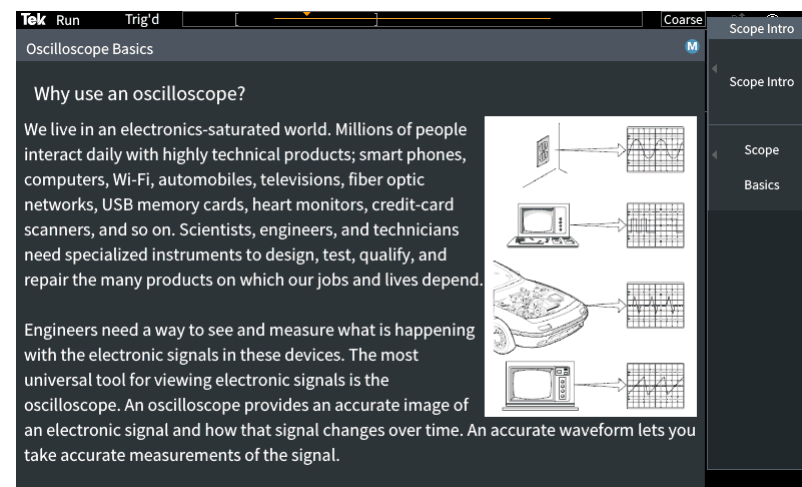 Tek Run Trig'd [ ] Coarse
Scope Intro
Oscilloscope Basics M
Scope Intro
Scope
Basics
Why use an oscilloscope?
We live in an electronics-saturated world. Millions of people
interact daily with highly technical products; smart phones,
computers, Wi-Fi, automobiles, televisions, fiber optic
networks, USB memory cards, heart monitors, credit-card
scanners, and so on. Scientists, engineers, and technicians
need specialized instruments to design, test, qualify, and
repair the many products on which our jobs and lives depend.
Engineers need a way to see and measure what is happening
with the electronic signals in these devices. The most
universal tool for viewing electronic signals is the
oscilloscope. An oscilloscope provides an accurate image of
an electronic signal and how that signal changes over time. An accurate waveform lets you
take accurate measurements of the signal.